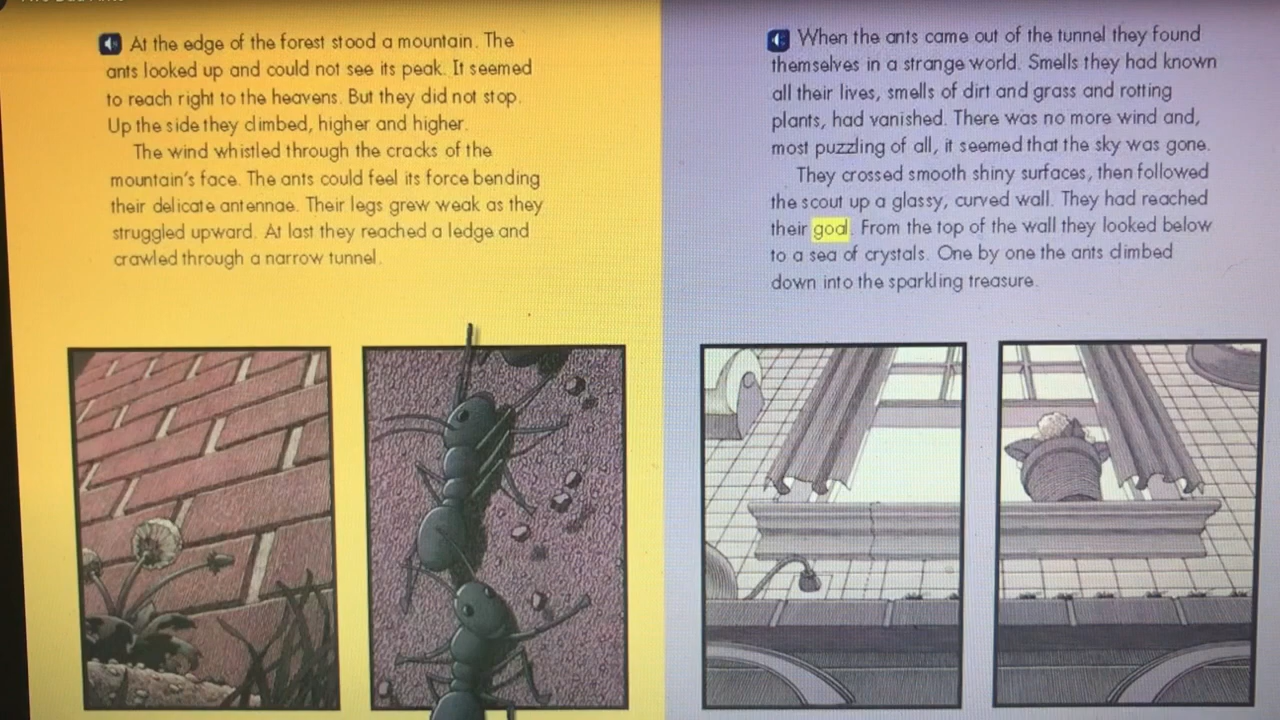 At the edge of the forest stood a mountain. The
ants looked up and could not see its peak. It seemed
to reach right to the heavens. But they did not stop.
Up the side they climbed, higher and higher.
The wind whistled through the cracks of the
mountain's face. The ants could feel its force bending
their delicate antennae. Their legs grew weak as they
struggled upward. At last they reached a ledge and
crawled through a narrow tunnel.
When the ants came out of the tunnel they found
themselves in a strange world. Smells they had known
all their lives, smells of dirt and grass and rotting
plants, had vanished. There was no more wind and,
most puzzling of all, it seemed that the sky was gone.
They crossed smooth shiny surfaces, then followed
the scout up a glassy, curved wall. They had reached
their goal. From the top of the wall they looked below
to a sea of crystals. One by one the ants climbed
down into the sparkling treasure.